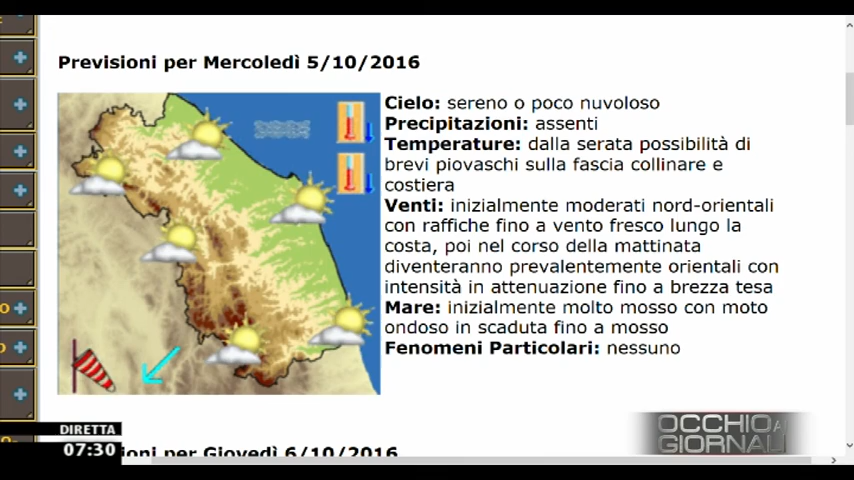 Previsioni per Mercoledì 5/10/2016
Cielo: sereno o poco nuvoloso
Precipitazioni: assenti
Temperature: dalla serata possibilità di
brevi piovaschi sulla fascia collinare e
costiera
Venti: inizialmente moderati nord-orientali
con raffiche fino a vento fresco lungo la
costa, poi nel corso della mattinata
diventeranno prevalentemente orientali con
intensità in attenuazione fino a brezza tesa
Mare: inizialmente molto mosso con moto
ondoso in scaduta fino a mosso
Fenomeni Particolari: nessuno
DIRETTA
07:30
ioni per Giovedì 6/10/2016
OCCHIO AI
GIORNALI